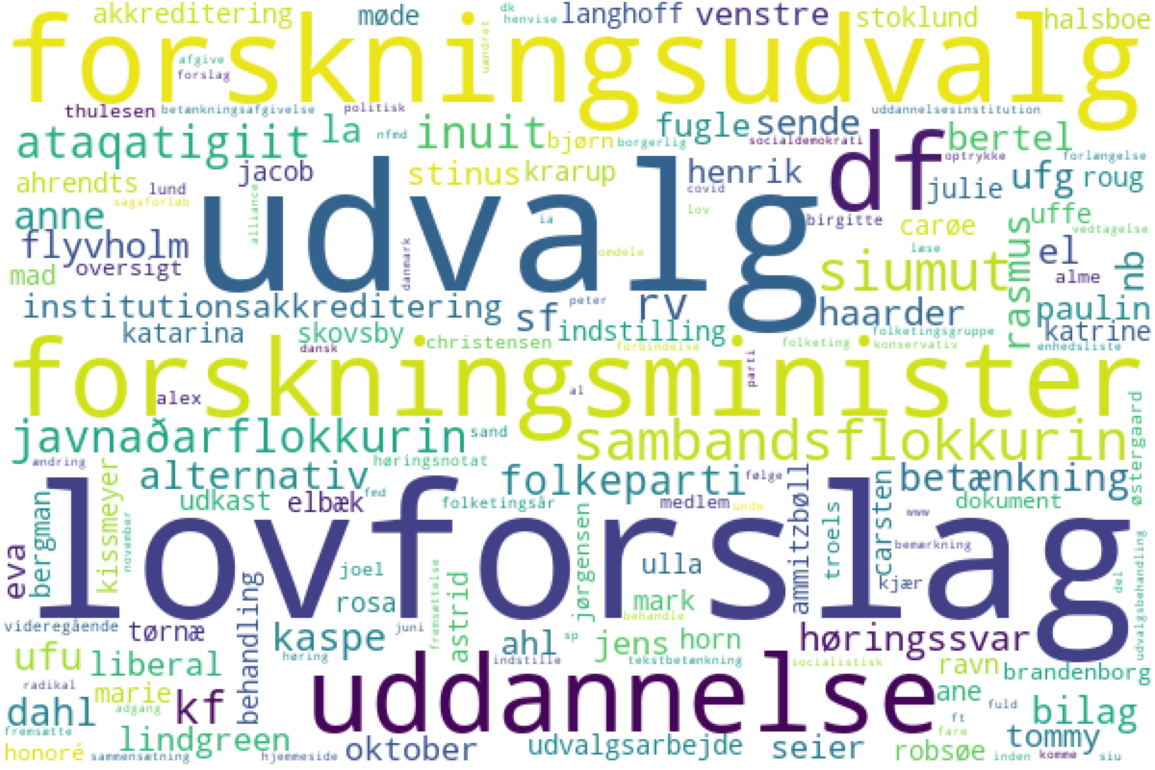 akkreditering møde dk henvise langhoff venstre stoklund halsboe
forskningsudvalg
afgive forslag uændret
thulesen betænkningsafgivelse politisk uddannelsesinstitution
ataqatigiit la nfmd inuit bjørn borgerlig fugle sende socialdemokrati bertel
udvalg df
ahrendts lund jacob stinus krarup henrik covid optrykke forlængelse julie ufg roug
anne sagsforløb alliance ia lov birgitte carøe uffe vedtagelse
flyvholm danmark omdele læse rasmus el nb
mad oversigt siumut alme
institutionsakkreditering sf peter rv haarder paulin
katarina skovsby indstilling folketingsgruppe katrine
christensen forbindelse folketing konservativ enhedsliste
dansk parti
forskningsminister
alex al
javnaðarflokkurin sand sambandsflokkurin østergaard
ændring alternativ høringsnotat folkeparti følge betænkning
udkast elbæk fmd folketingsår medlem unde dokument
lovforslag
eva bergman kissmeyer november jørgensen ammitzbøll troels carsten www bemærkning
joel ulla kjær del udvalgsbehandling
rosa fremsættelse astrid mark behandle
videregående tørnæ behandling kaspe juni ahl sp jens horn høringssvar
ufu liberal høring indstille tekstbetænkning socialistisk ravn brandenborg
uddannelse
radikal marie adgang kf ane fuld bilag
dahl ft
fremsætte lindgreen fare tommy
honoré sammensætning hjemmeside oktober udvalgsarbejde seier robsøe inden komme siu